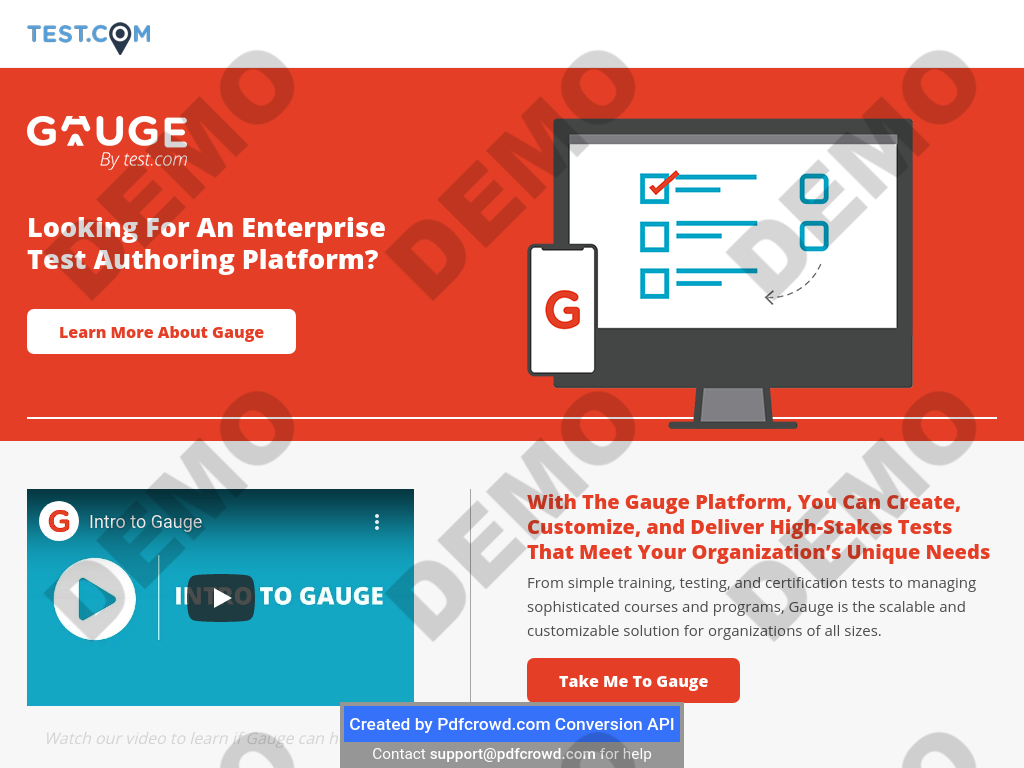 TEST.COM
GAUGE
By test.com
Looking For An Enterprise
Test Authoring Platform?
Learn More About Gauge
G
G
Intro to Gauge
INTRO TO GAUGE
Watch our video to learn if Gauge can h
With The Gauge Platform, You Can Create,
Customize, and Deliver High-Stakes Tests
That Meet Your Organization’s Unique Needs
From simple training, testing, and certification tests to managing
sophisticated courses and programs, Gauge is the scalable and
customizable solution for organizations of all sizes.
Take Me To Gauge
Created by Pdfcrowd.com Conversion API
Contact support@pdfcrowd.com for help
DEMO
DEMO
DEMO
DEMO
DEMO
DEMO